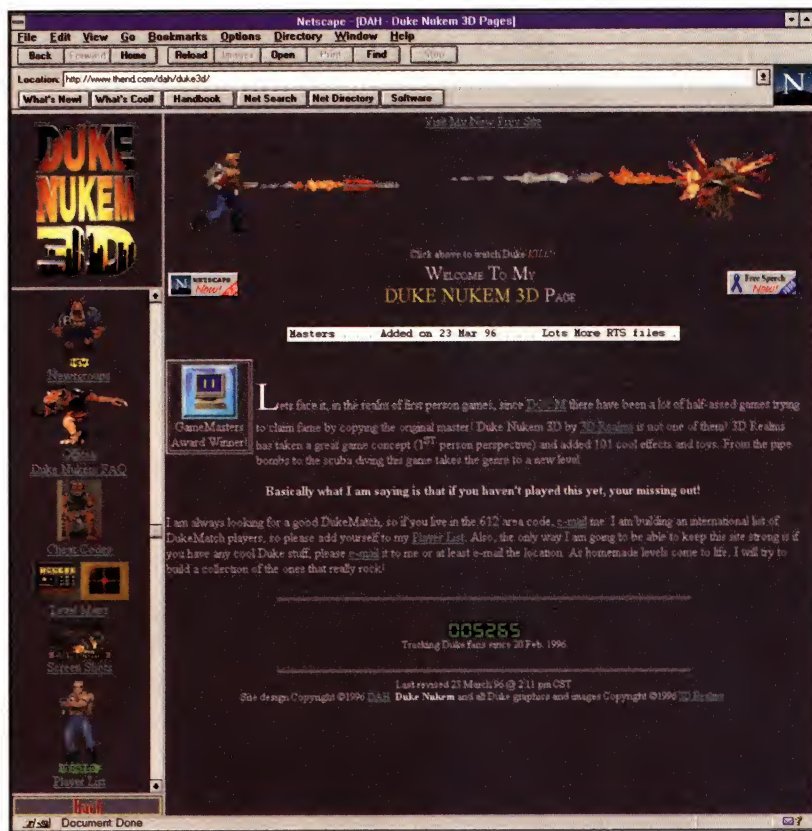 Netscape - [DAH - Duke Nukem 3D Pages]
File Edit View Go Bookmarks Options Directory Window Help
Back Forward Home Reload Images Open Print Find Stop
Location: http://www.thend.com/dah/duke3d/
What's New! What's Cool! Handbook Net Search Net Directory Software
N
DUKE
NUKEM
3D
Newsgroups
Official
Duke Nukem FAQ
Cheat Codes
Level Maps
Screen Shots
Player List
Visit My New Free Site
Click above to watch Duke KILL!
WELCOME TO MY
DUKE NUKEM 3D PAGE
N NETSCAPE
Now!
Free Speech
Now!
Masters . . . Added on 23 Mar 96 . . . Lots More RTS files .
GameMasters
Award Winner!
Lets face it, in the realm of first person games, since DOOM there have been a lot of half-assed games trying
to claim fame by copying the original master! Duke Nukem 3D by 3D Realms is not one of them! 3D Realms
has taken a great game concept (1ST person perspective) and added 101 cool effects and toys. From the pipe
bombs to the scuba diving this game takes the genre to a new level.
Basically what I am saying is that if you haven't played this yet, your missing out!
I am always looking for a good DukeMatch, so if you live in the 612 area code, e-mail me. I am building an international list of
DukeMatch players, so please add yourself to my Player List. Also, the only way I am going to be able to keep this site strong is if
you have any cool Duke stuff, please e-mail it to me or at least e-mail the location. As homemade levels come to life, I will try to
build a collection of the ones that really rock!
005265
Tracking Duke fans since 20 Feb. 1996
Last revised 23 March 96 @ 2:11 pm CST
Site design Copyright ©1996 DAH. Duke Nukem and all Duke graphics and images Copyright ©1996 3D Realms
Document: Done